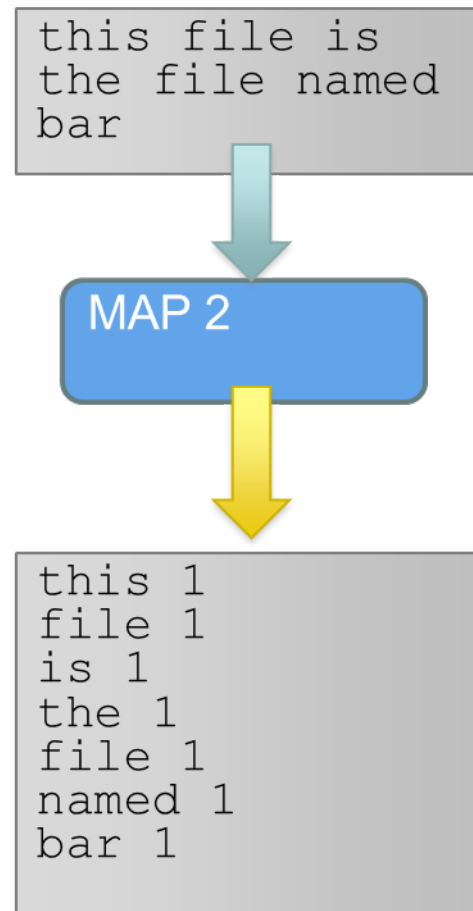 this file is
the file named
bar
MAP 2
this 1
file 1
is 1
the 1
file 1
named 1
bar 1